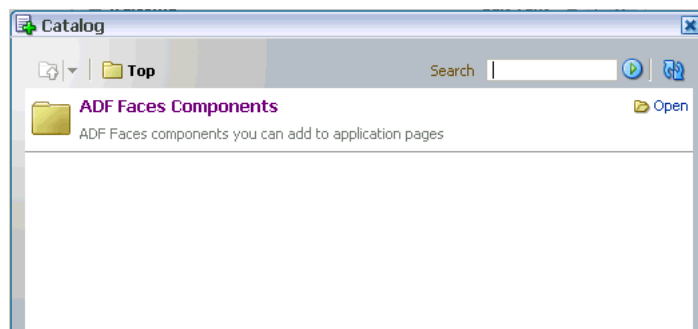 Catalog
Top Search
ADF Faces Components Open
ADF Faces components you can add to application pages